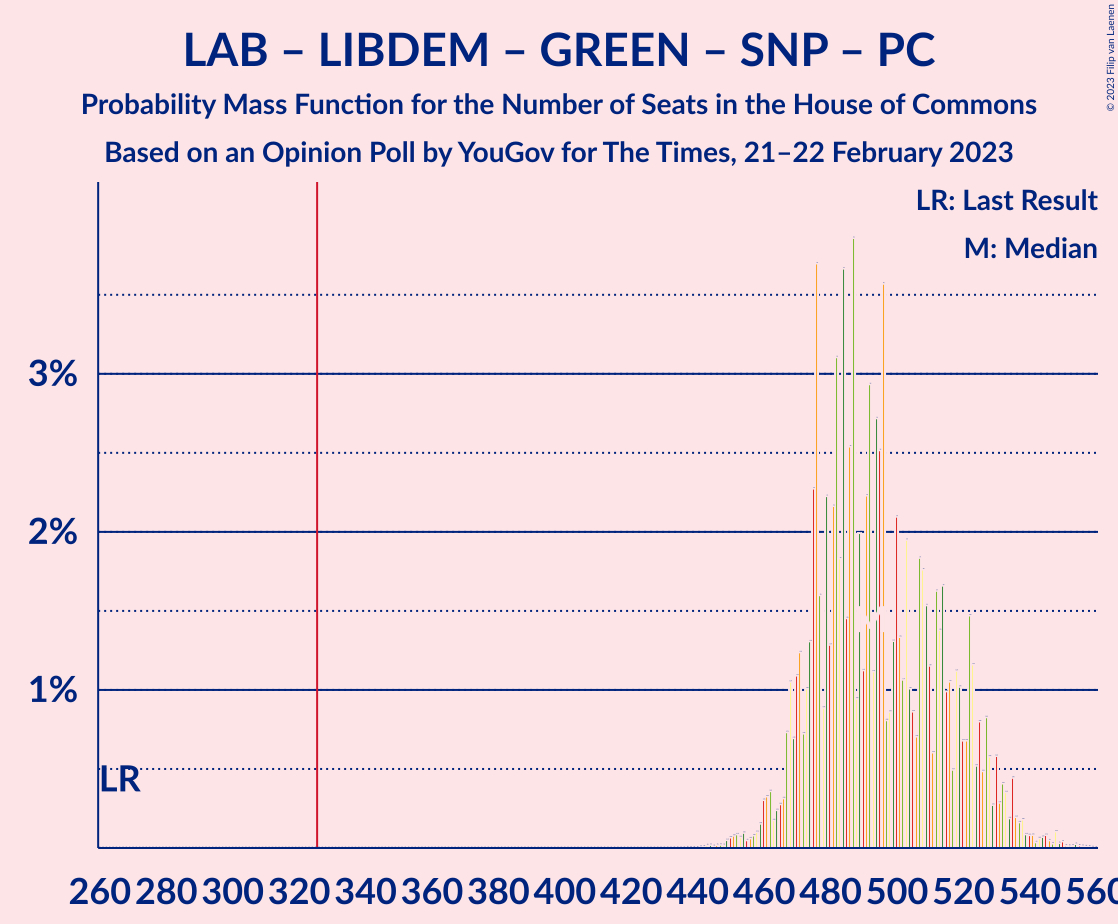 LAB – LIBDEM – GREEN – SNP – PC
Probability Mass Function for the Number of Seats in the House of Commons
Based on an Opinion Poll by YouGov for The Times, 21–22 February 2023
© 2023 Filip van Laenen
LR: Last Result
M: Median
3%
2%
1%
LR
260 280 300 320 340 360 380 400 420 440 460 480 500 520 540 560